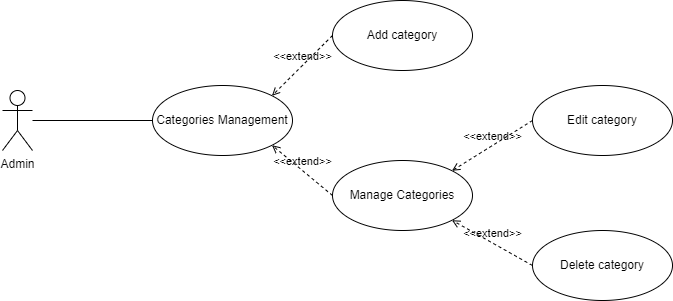 Add category
<<extend>>
Categories Management
Edit category
<<extend>>
Admin
<<extend>>
Manage Categories
<<extend>>
Delete category